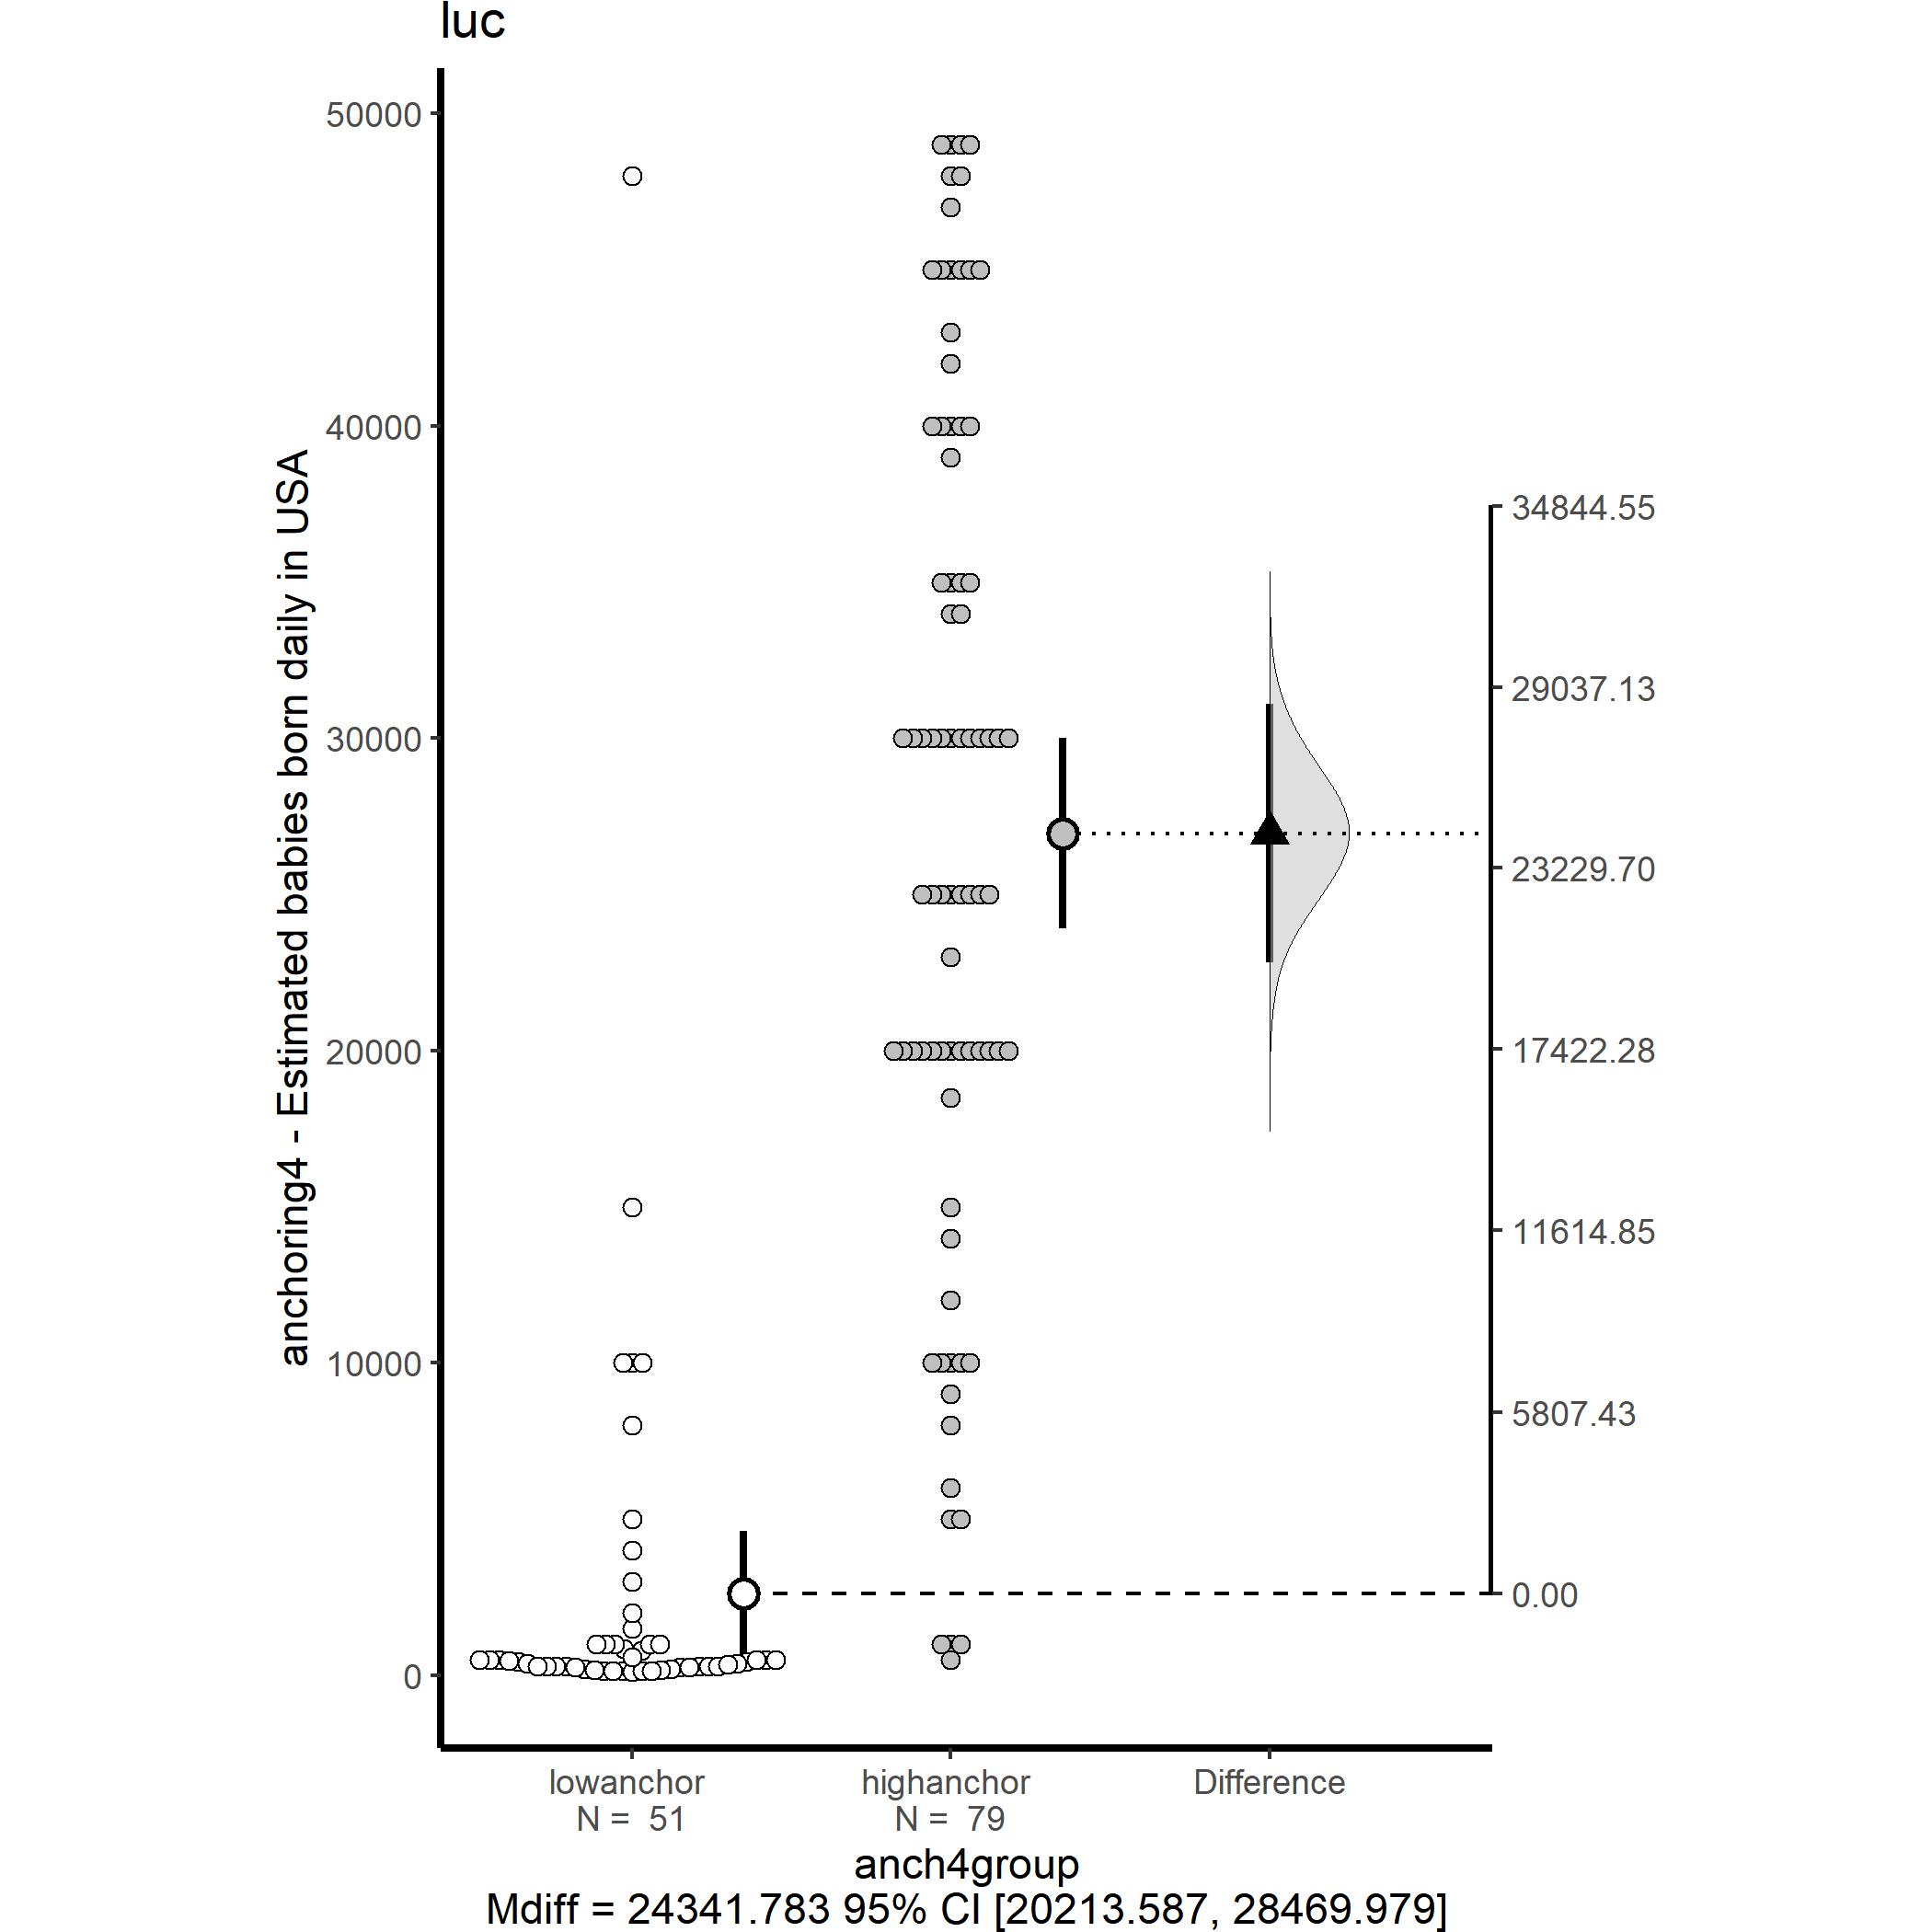 luc
50000
40000
30000
20000
10000
0
anchoring4 - Estimated babies born daily in USA
34844.55
29037.13
23229.70
17422.28
11614.85
5807.43
0.00
lowanchor
N =  51
highanchor
N =  79
Difference
anch4group
Mdiff = 24341.783 95% CI [20213.587, 28469.979]